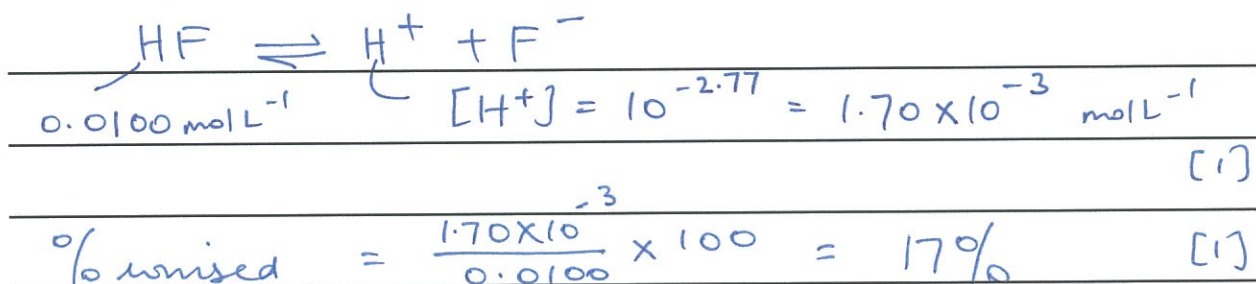 HF ⇌ H⁺ + F⁻
0.0100 mol L⁻¹ [H⁺] = 10⁻²·⁷⁷ = 1.70 × 10⁻³ mol L⁻¹
[1]
% ionised = 1.70×10⁻³ / 0.0100 × 100 = 17% [1]